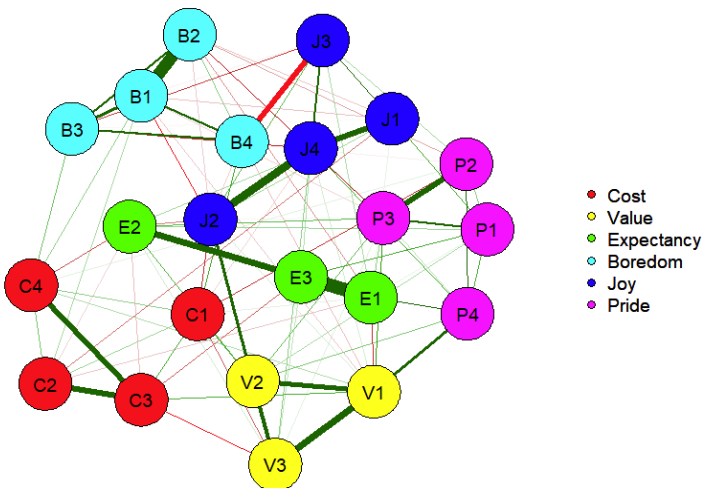 B2
J3
B1
J1
B3
B4
J4
P2
J2
P3
E2
P1
E3
C4
E1
C1
P4
V2
C2
V1
C3
V3
Cost
Value
Expectancy
Boredom
Joy
Pride